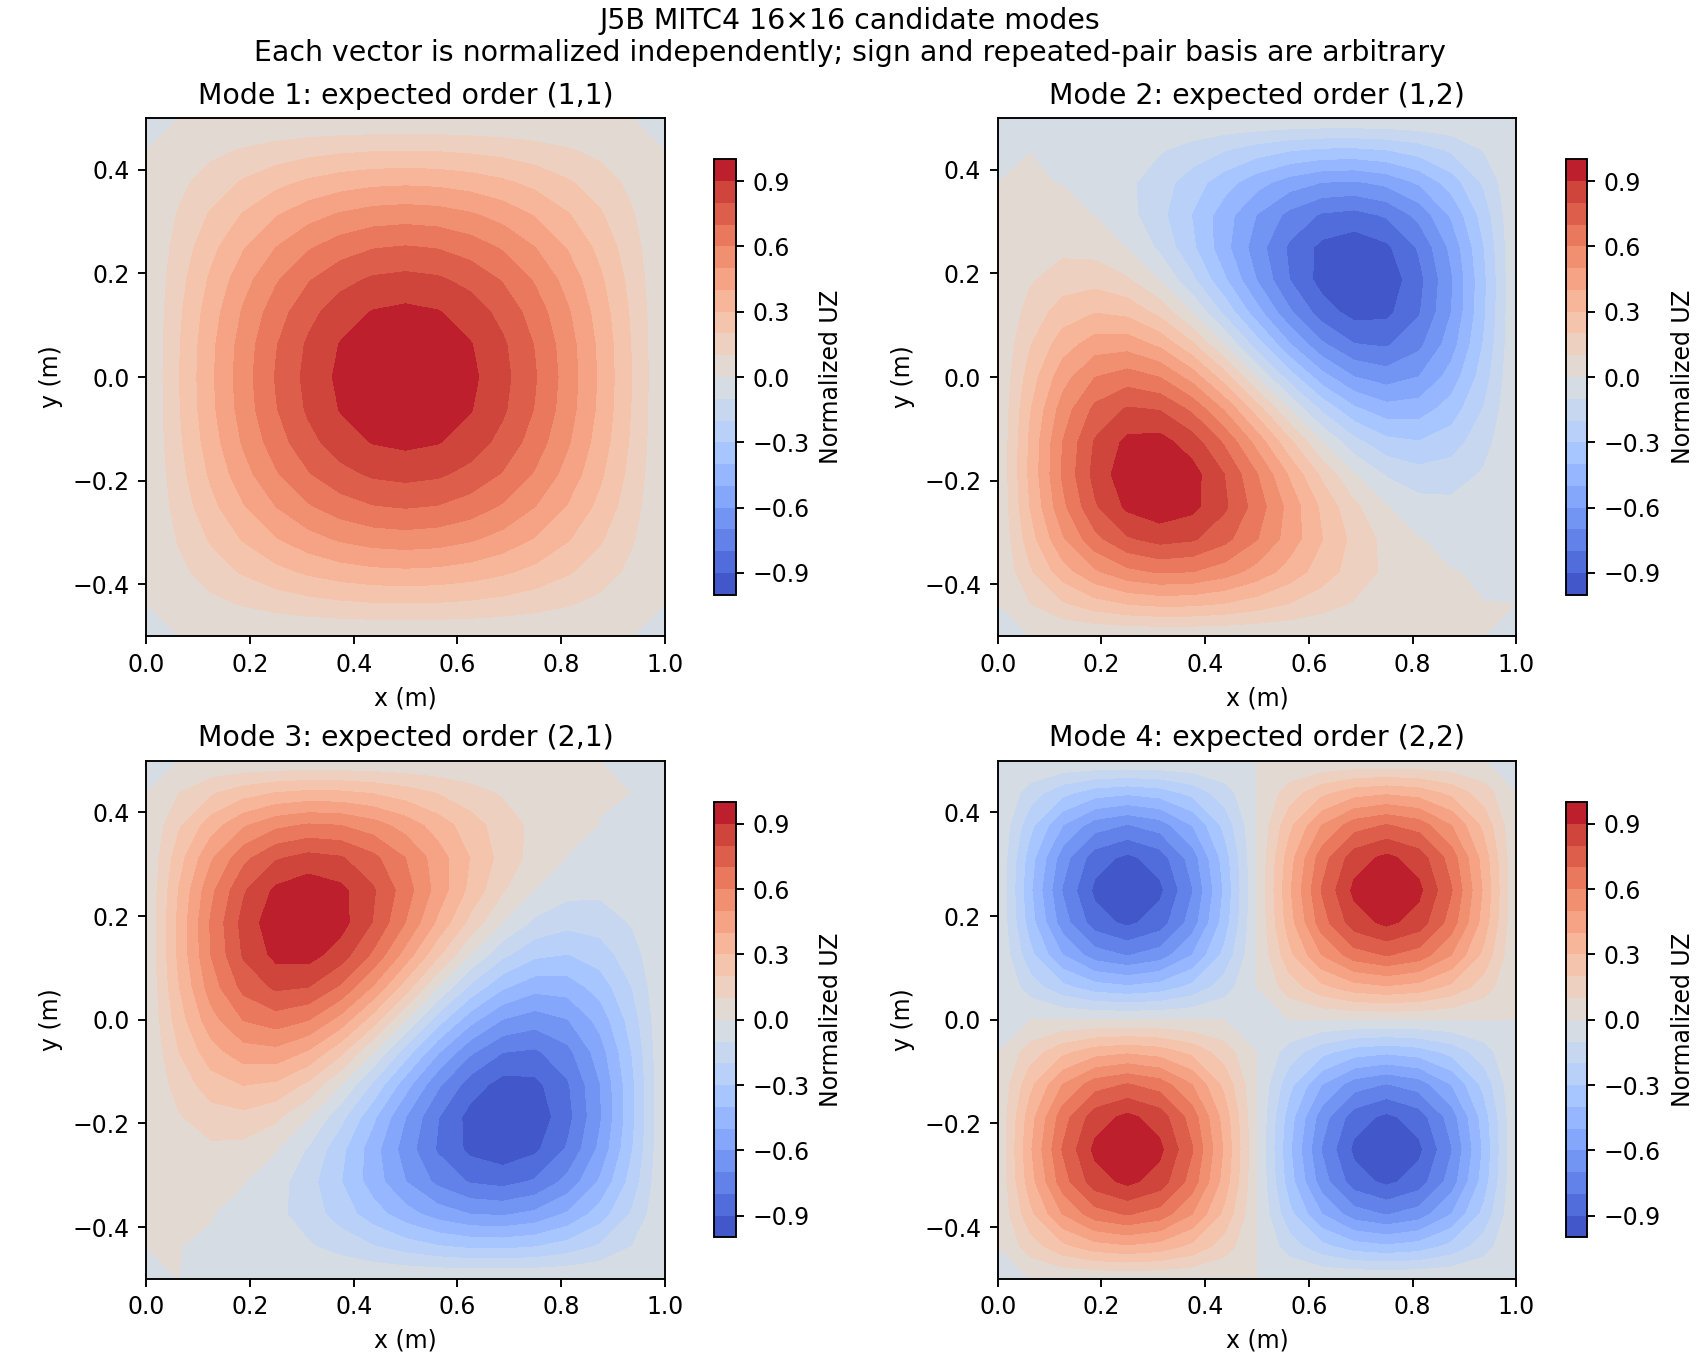 J5B MITC4 16×16 candidate modes
Each vector is normalized independently; sign and repeated-pair basis are arbitrary
Mode 1: expected order (1,1)
0.4
0.2
0.0
−0.2
−0.4
y (m)
0.0 0.2 0.4 0.6 0.8 1.0
x (m)
0.9
0.6
0.3
0.0
−0.3
−0.6
−0.9
Normalized UZ
Mode 2: expected order (1,2)
0.4
0.2
0.0
−0.2
−0.4
y (m)
0.0 0.2 0.4 0.6 0.8 1.0
x (m)
0.9
0.6
0.3
0.0
−0.3
−0.6
−0.9
Normalized UZ
Mode 3: expected order (2,1)
0.4
0.2
0.0
−0.2
−0.4
y (m)
0.0 0.2 0.4 0.6 0.8 1.0
x (m)
0.9
0.6
0.3
0.0
−0.3
−0.6
−0.9
Normalized UZ
Mode 4: expected order (2,2)
0.4
0.2
0.0
−0.2
−0.4
y (m)
0.0 0.2 0.4 0.6 0.8 1.0
x (m)
0.9
0.6
0.3
0.0
−0.3
−0.6
−0.9
Normalized UZ